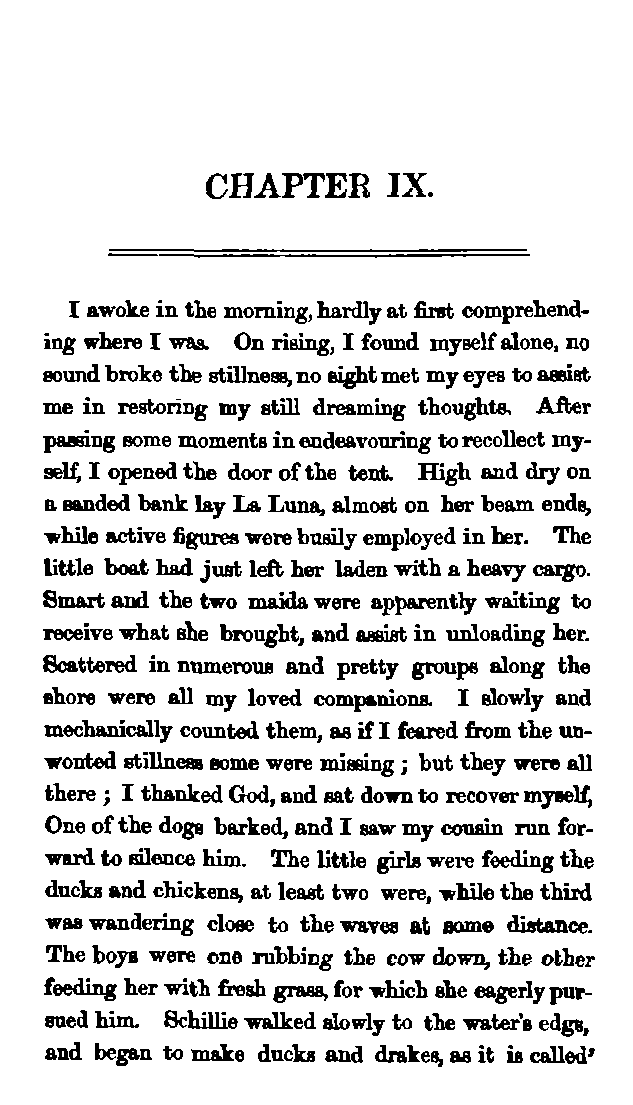 CHAPTER IX.
I awoke in the morning, hardly at first comprehend-
ing where I was. On rising, I found myself alone, no
sound broke the stillness, no sight met my eyes to assist
me in restoring my still dreaming thoughts. After
passing some moments in endeavouring to recollect my-
self, I opened the door of the tent. High and dry on
a sanded bank lay La Luna, almost on her beam ends,
while active figures were busily employed in her. The
little boat had just left her laden with a heavy cargo.
Smart and the two maids were apparently waiting to
receive what she brought, and assist in unloading her.
Scattered in numerous and pretty groups along the
shore were all my loved companions. I slowly and
mechanically counted them, as if I feared from the un-
wonted stillness some were missing ; but they were all
there ; I thanked God, and sat down to recover myself,
One of the dogs barked, and I saw my cousin run for-
ward to silence him. The little girls were feeding the
ducks and chickens, at least two were, while the third
was wandering close to the waves at some distance.
The boys were one rubbing the cow down, the other
feeding her with fresh grass, for which she eagerly pur-
sued him. Schillie walked slowly to the water's edge,
and began to make ducks and drakes, as it is called'